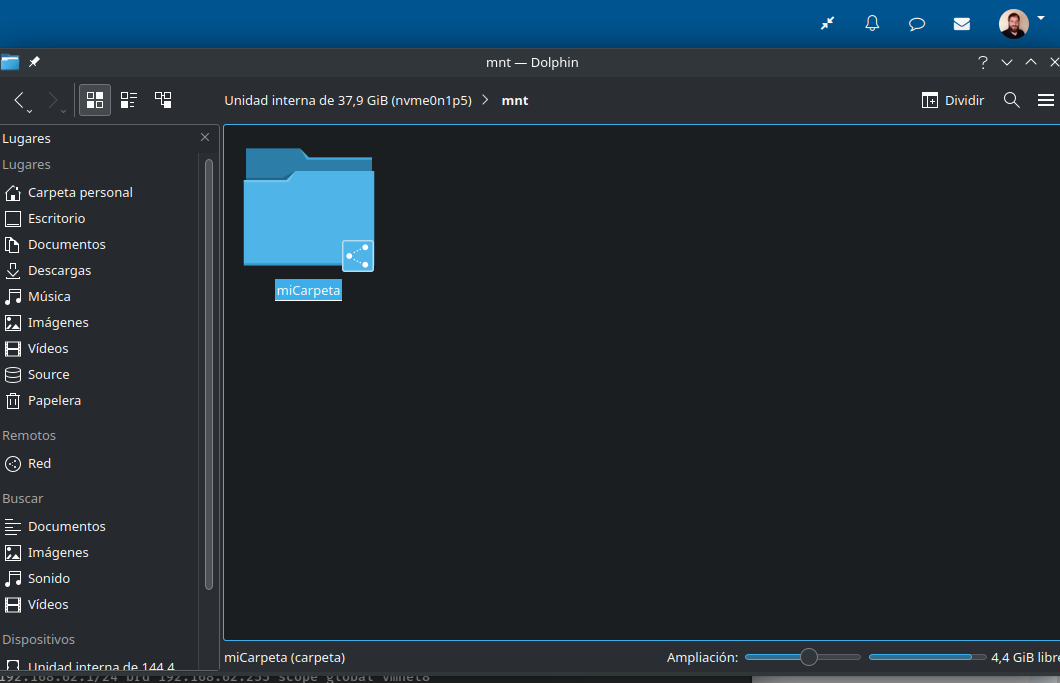 mnt — Dolphin
Unidad interna de 37,9 GiB (nvme0n1p5) > mnt
Dividir
Lugares
Lugares
Carpeta personal
Escritorio
Documentos
Descargas
Música
Imágenes
Vídeos
Source
Papelera
Remotos
Red
Buscar
Documentos
Imágenes
Sonido
Vídeos
Dispositivos
Unidad interna de 144,4
miCarpeta
miCarpeta (carpeta)
Ampliación:
4,4 GiB libre
192.168.62.1/24 brd 192.168.62.255 scope global vmnet8